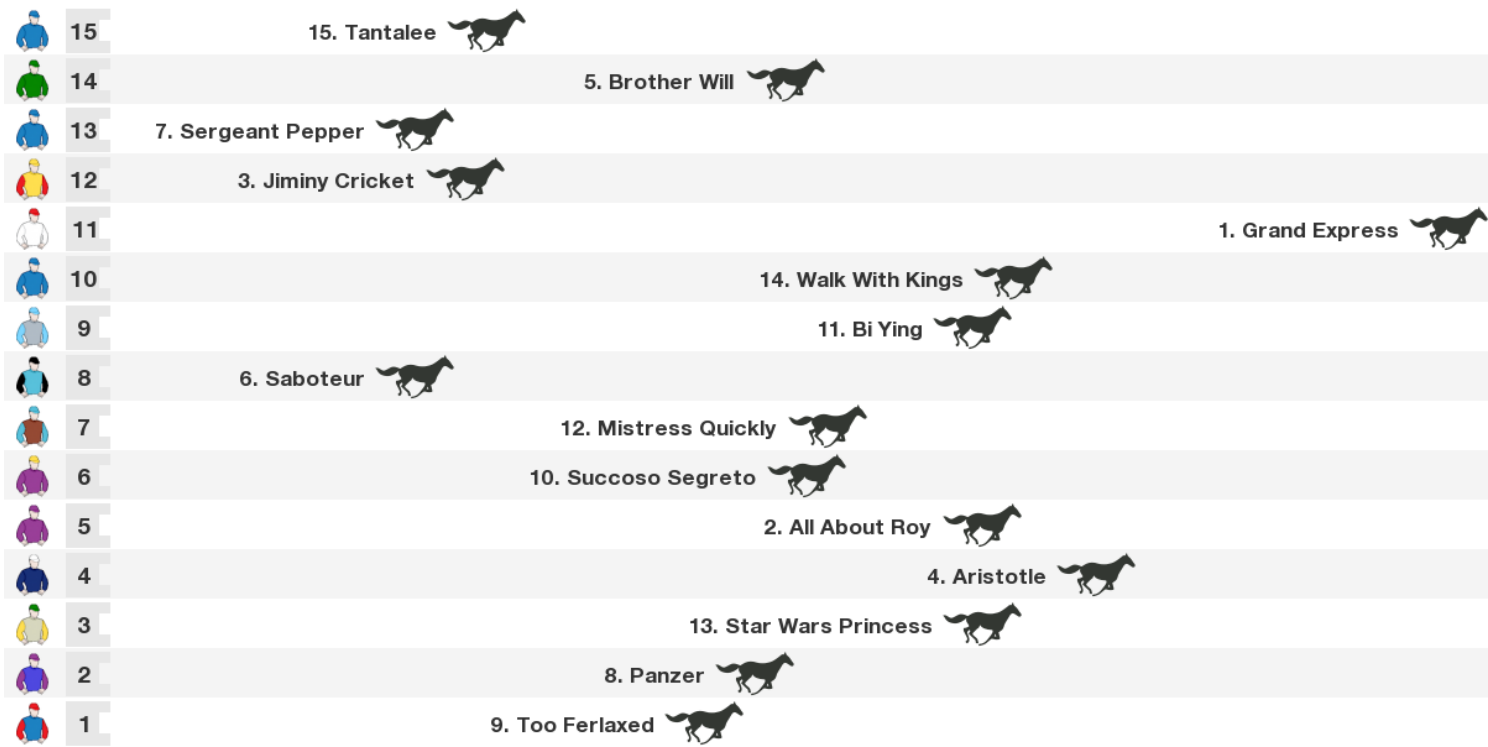 15 15. Tantalee
14 5. Brother Will
13 7. Sergeant Pepper
12 3. Jiminy Cricket
11 1. Grand Express
10 14. Walk With Kings
9 11. Bi Ying
8 6. Saboteur
7 12. Mistress Quickly
6 10. Succoso Segreto
5 2. All About Roy
4 4. Aristotle
3 13. Star Wars Princess
2 8. Panzer
1 9. Too Ferlaxed